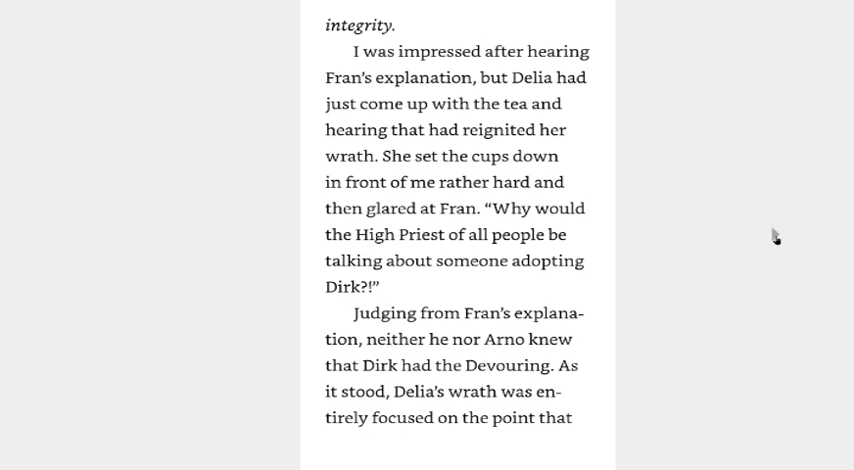 integrity.
I was impressed after hearing
Fran’s explanation, but Delia had
just come up with the tea and
hearing that had reignited her
wrath. She set the cups down
in front of me rather hard and
then glared at Fran. “Why would
the High Priest of all people be
talking about someone adopting
Dirk?!”
Judging from Fran’s explana-
tion, neither he nor Arno knew
that Dirk had the Devouring. As
it stood, Delia’s wrath was en-
tirely focused on the point that